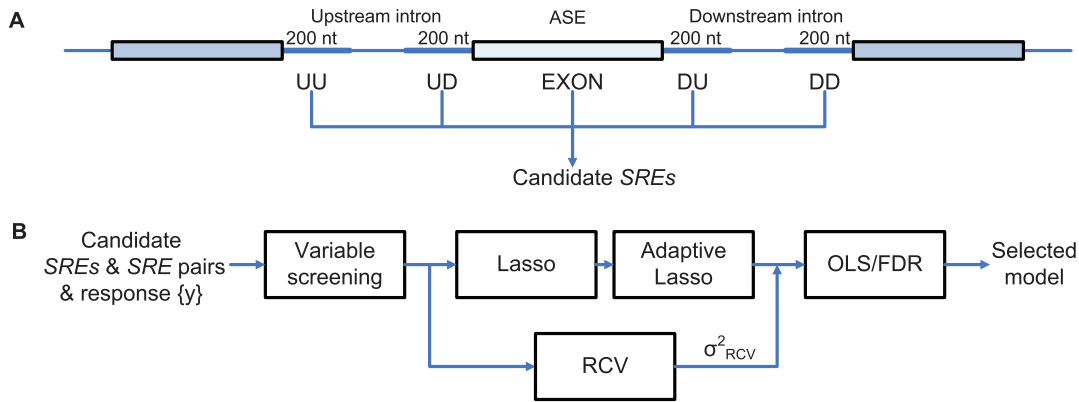 A
Upstream intron
ASE
Downstream intron
200 nt
200 nt
200 nt
200 nt
UU
UD
EXON
DU
DD
Candidate SREs
B
Candidate
SREs & SRE pairs
& response {y}
Variable
screening
Lasso
Adaptive
Lasso
OLS/FDR
Selected
model
RCV
σ²RCV